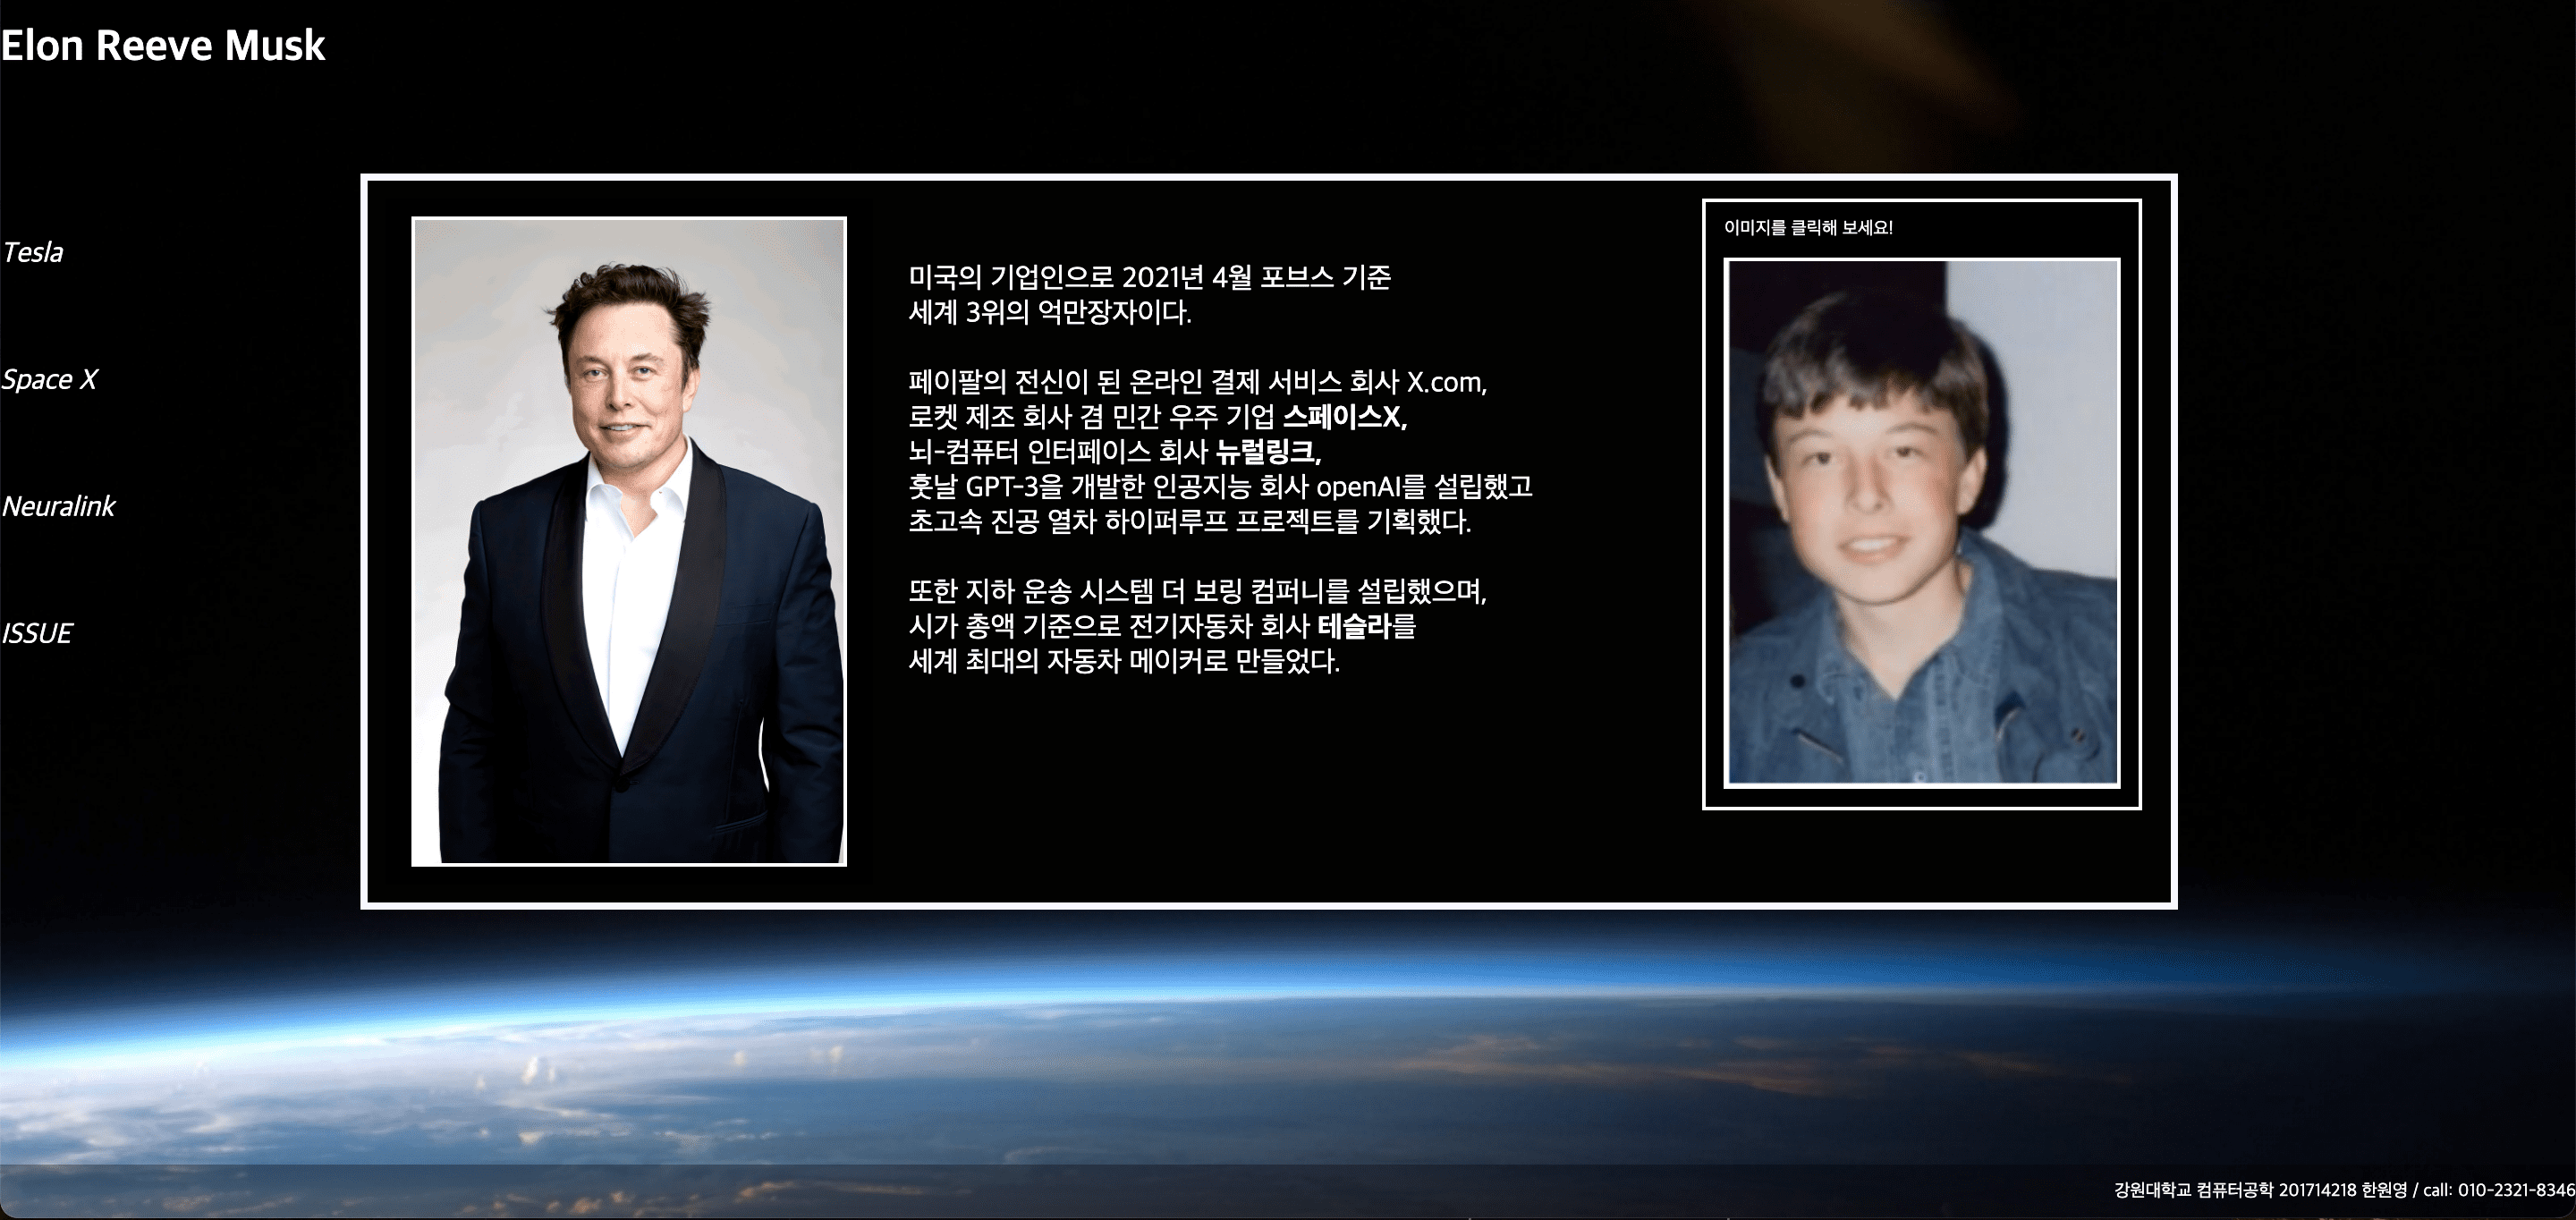 Elon Reeve Musk
Tesla
Space X
Neuralink
ISSUE
미국의 기업인으로 2021년 4월 포브스 기준
세계 3위의 억만장자이다.
페이팔의 전신이 된 온라인 결제 서비스 회사 X.com,
로켓 제조 회사 겸 민간 우주 기업 스페이스X,
뇌-컴퓨터 인터페이스 회사 뉴럴링크,
훗날 GPT-3을 개발한 인공지능 회사 openAI를 설립했고
초고속 진공 열차 하이퍼루프 프로젝트를 기획했다.
또한 지하 운송 시스템 더 보링 컴퍼니를 설립했으며,
시가 총액 기준으로 전기자동차 회사 테슬라를
세계 최대의 자동차 메이커로 만들었다.
이미지를 클릭해 보세요!
강원대학교 컴퓨터공학 201714218 한원영 / call: 010-2321-8346